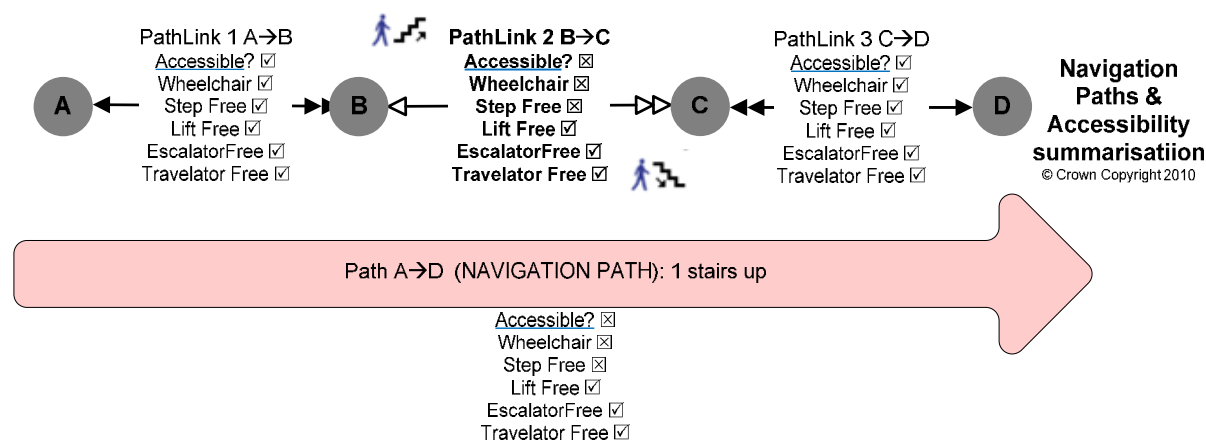 PathLink 1 A→B
Accessible? ☑
Wheelchair ☑
Step Free ☑
Lift Free ☑
EscalatorFree ☑
Travelator Free ☑
PathLink 2 B→C
Accessible? ☒
Wheelchair ☒
Step Free ☒
Lift Free ☑
EscalatorFree ☑
Travelator Free ☑
PathLink 3 C→D
Accessible? ☑
Wheelchair ☑
Step Free ☑
Lift Free ☑
EscalatorFree ☑
Travelator Free ☑
A
B
C
D
Navigation
Paths &
Accessibility
summarisatiion
© Crown Copyright 2010
Path A→D (NAVIGATION PATH): 1 stairs up
Accessible? ☒
Wheelchair ☒
Step Free ☒
Lift Free ☑
EscalatorFree ☑
Travelator Free ☑